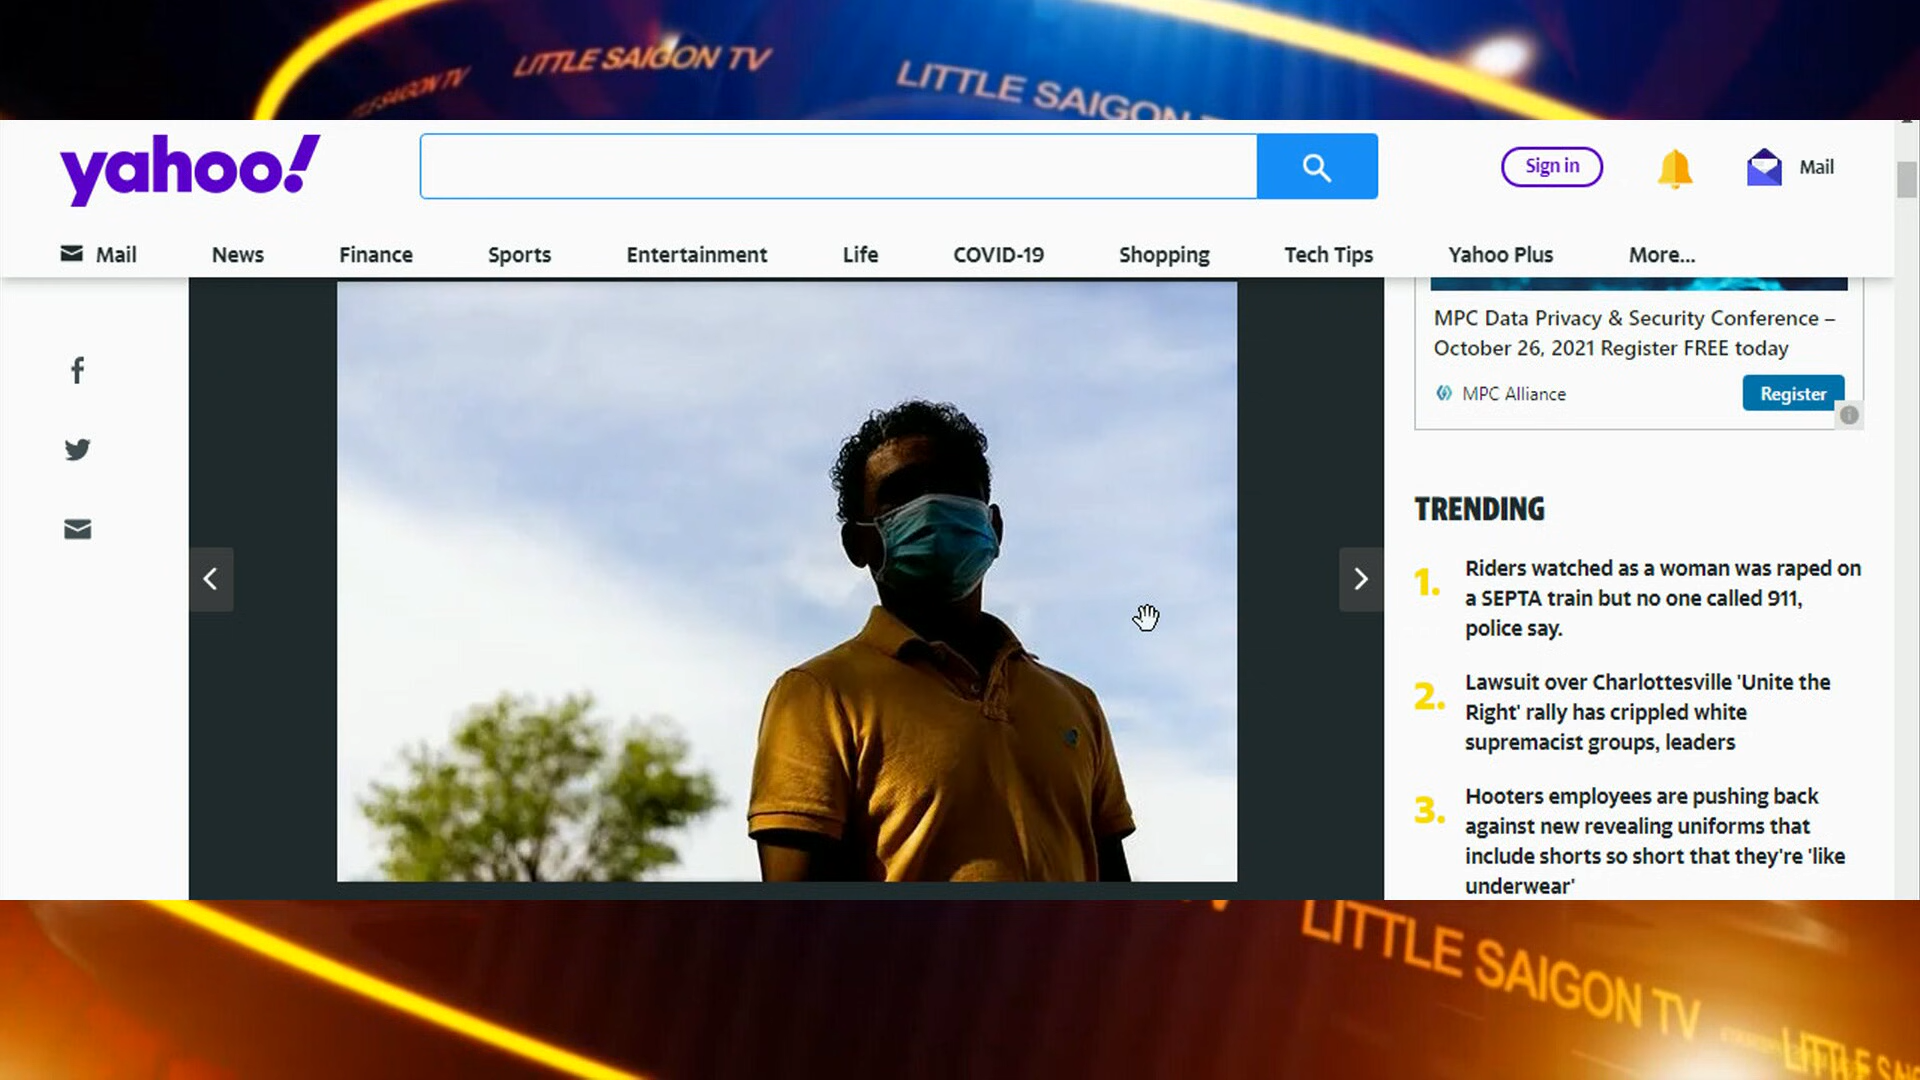 LITTLE SAIGON TV
LITTLE SAIGON
yahoo!
Sign in
Mail
Mail
News
Finance
Sports
Entertainment
Life
COVID-19
Shopping
Tech Tips
Yahoo Plus
More...
MPC Data Privacy & Security Conference –
October 26, 2021 Register FREE today
MPC Alliance
Register
TRENDING
1.
Riders watched as a woman was raped on
a SEPTA train but no one called 911,
police say.
2.
Lawsuit over Charlottesville 'Unite the
Right' rally has crippled white
supremacist groups, leaders
3.
Hooters employees are pushing back
against new revealing uniforms that
include shorts so short that they're 'like
underwear'
LITTLE SAIGON TV